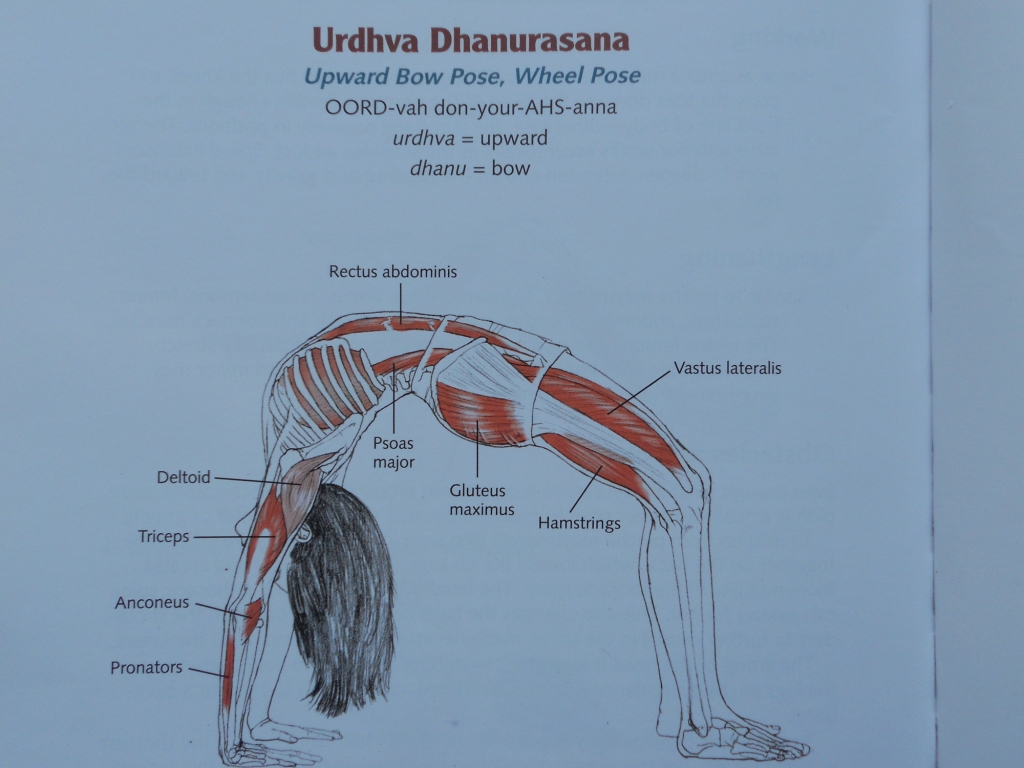 Urdhva Dhanurasana
Upward Bow Pose, Wheel Pose
OORD-vah don-your-AHS-anna
urdhva = upward
dhanu = bow
Rectus abdominis
Vastus lateralis
Psoas
major
Deltoid
Gluteus
maximus
Hamstrings
Triceps
Anconeus
Pronators